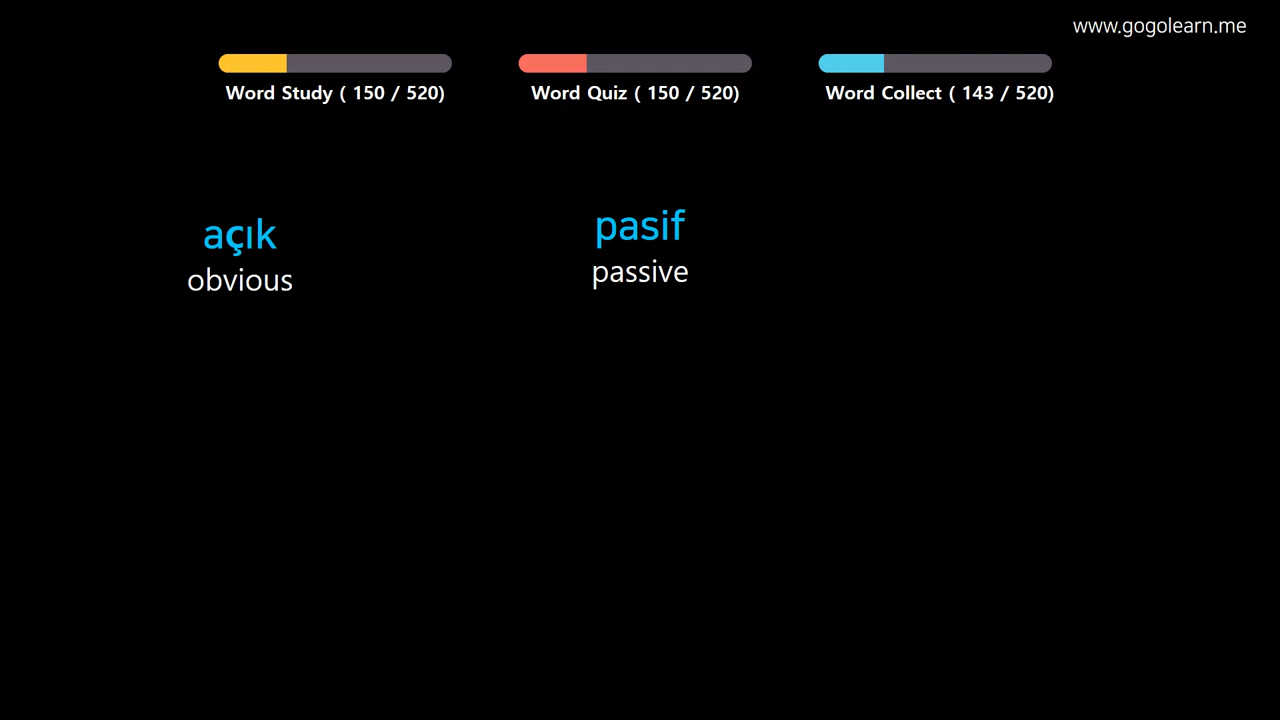 www.gogolearn.me
Word Study ( 150 / 520)
Word Quiz ( 150 / 520)
Word Collect ( 143 / 520)
açık
obvious
pasif
passive